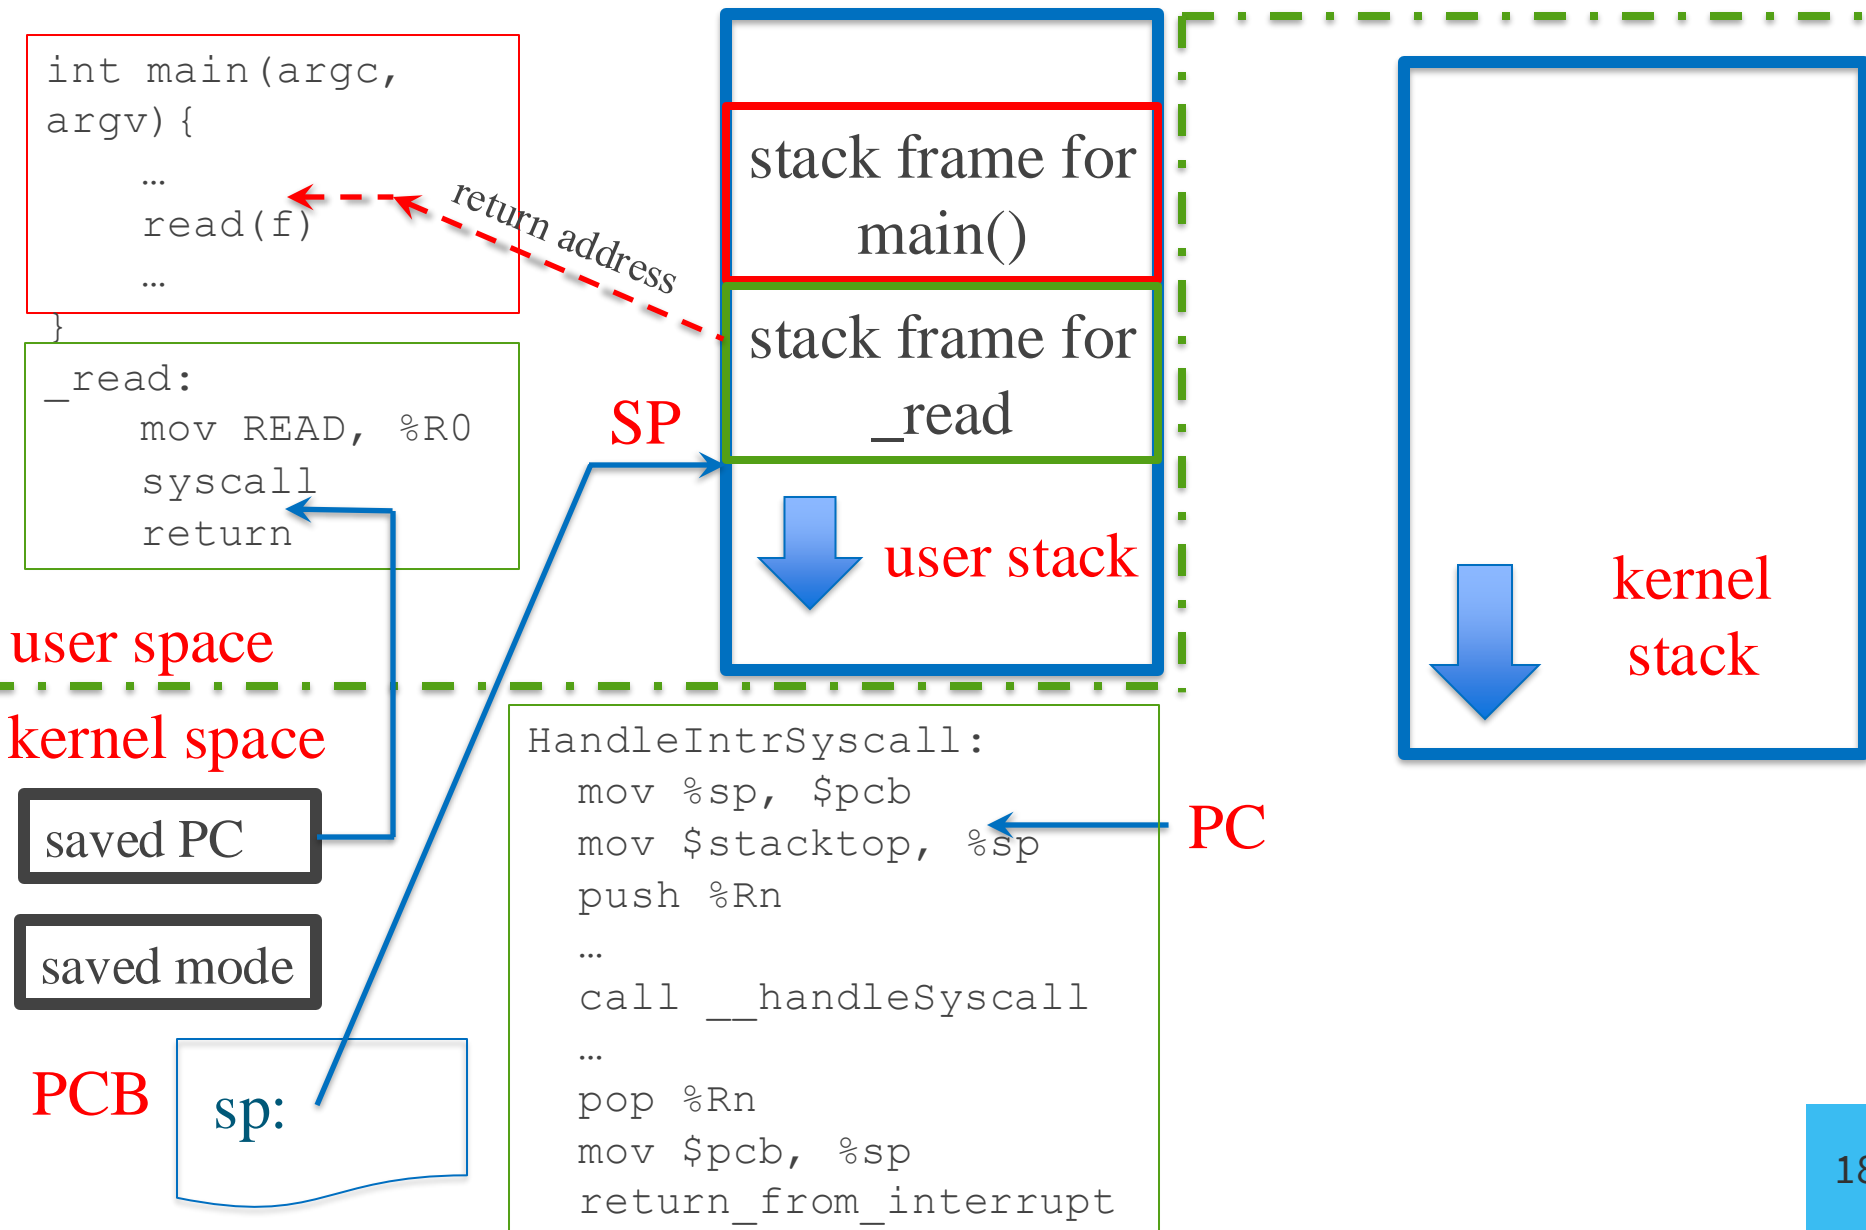 int main(argc,
argv){
…
read(f)
…
}
return address
_read:
mov READ, %R0
syscall
return
SP
stack frame for
main()
stack frame for
_read
user stack
kernel
stack
user space
kernel space
saved PC
saved mode
PCB
sp:
HandleIntrSyscall:
mov %sp, $pcb
mov $stacktop, %sp
push %Rn
…
call __handleSyscall
…
pop %Rn
mov $pcb, %sp
return_from_interrupt
PC
18